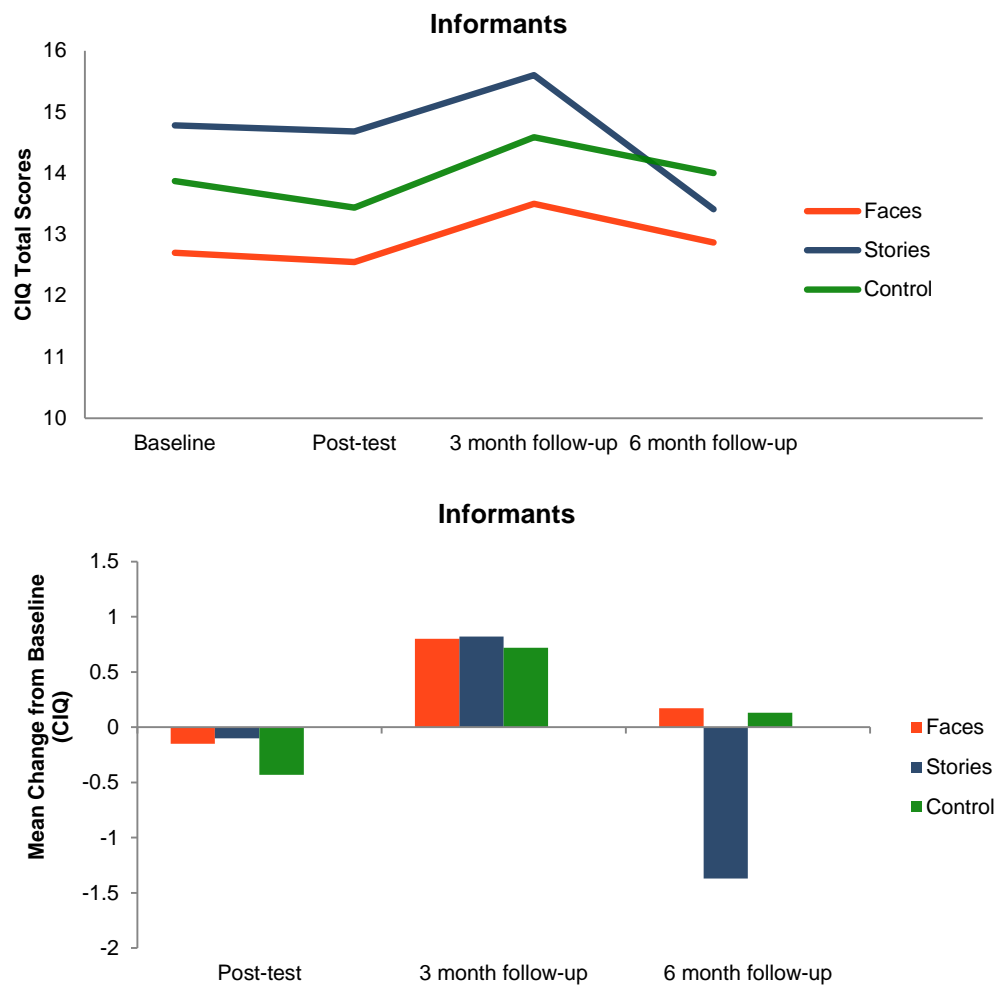 Informants
CIQ Total Scores
16
15
14
13
12
11
10
Baseline Post-test 3 month follow-up 6 month follow-up
Faces
Stories
Control
Informants
Mean Change from Baseline
(CIQ)
1.5
1
0.5
0
-0.5
-1
-1.5
-2
Post-test 3 month follow-up 6 month follow-up
Faces
Stories
Control